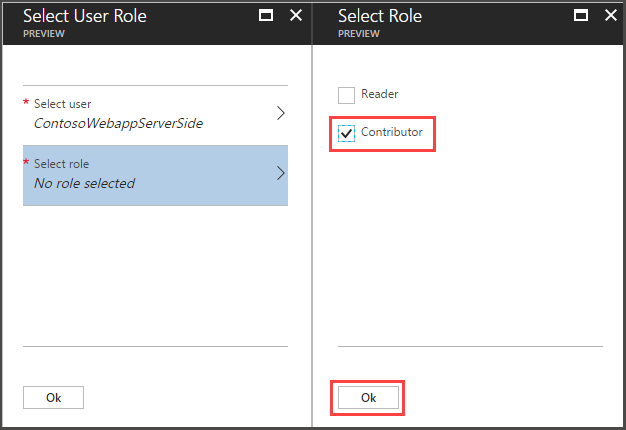 Select User Role
PREVIEW
* Select user
ContosoWebappServerSide
* Select role
No role selected
Ok
Select Role
PREVIEW
Reader
Contributor
Ok